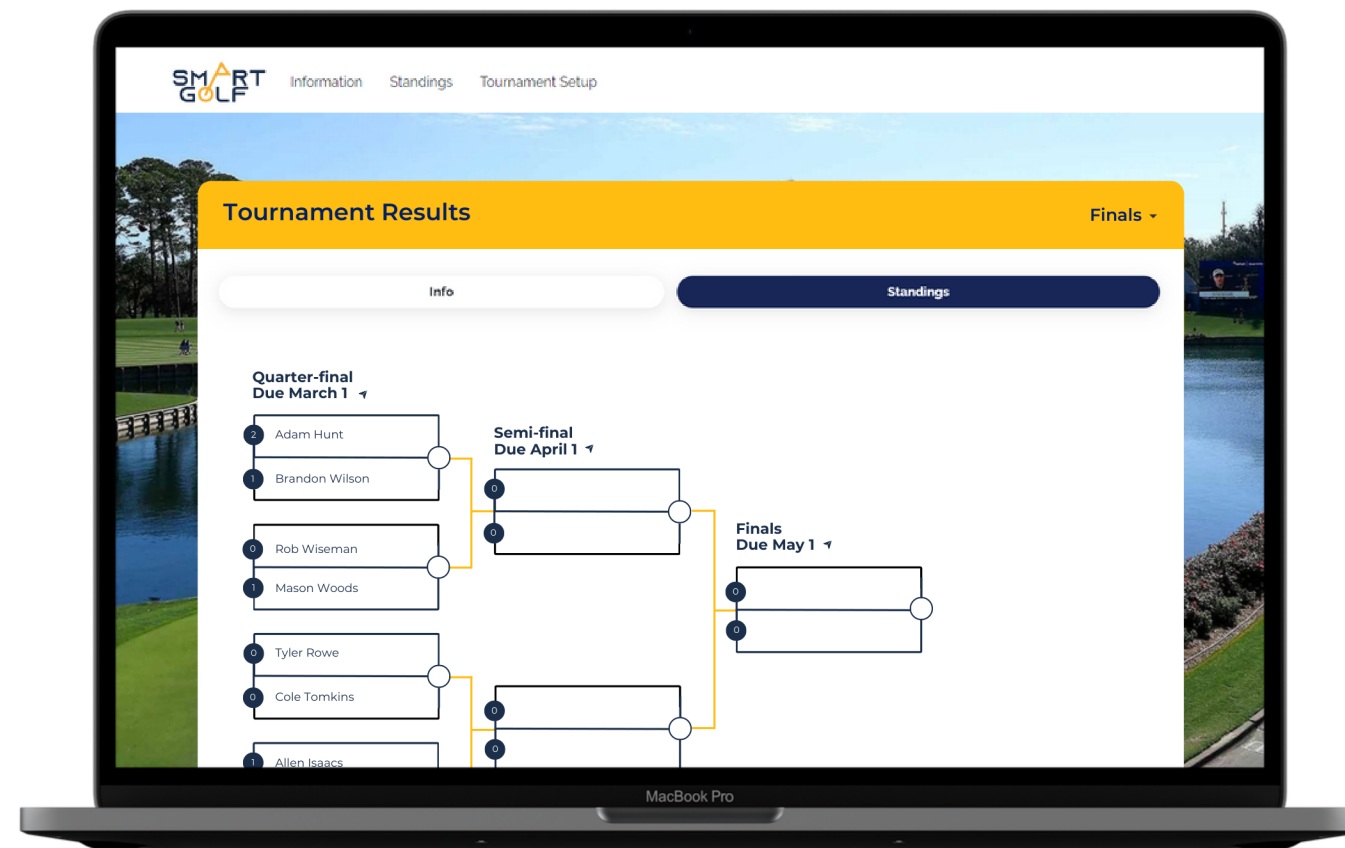 SMART
GOLF
Information Standings Tournament Setup
Tournament Results
Finals
Info
Standings
Quarter-final
Due March 1
2 Adam Hunt
1 Brandon Wilson
0 Rob Wiseman
1 Mason Woods
0 Tyler Rowe
0 Cole Tomkins
1 Allen Isaacs
Semi-final
Due April 1
0
0
0
0
Finals
Due May 1
0
0
MacBook Pro